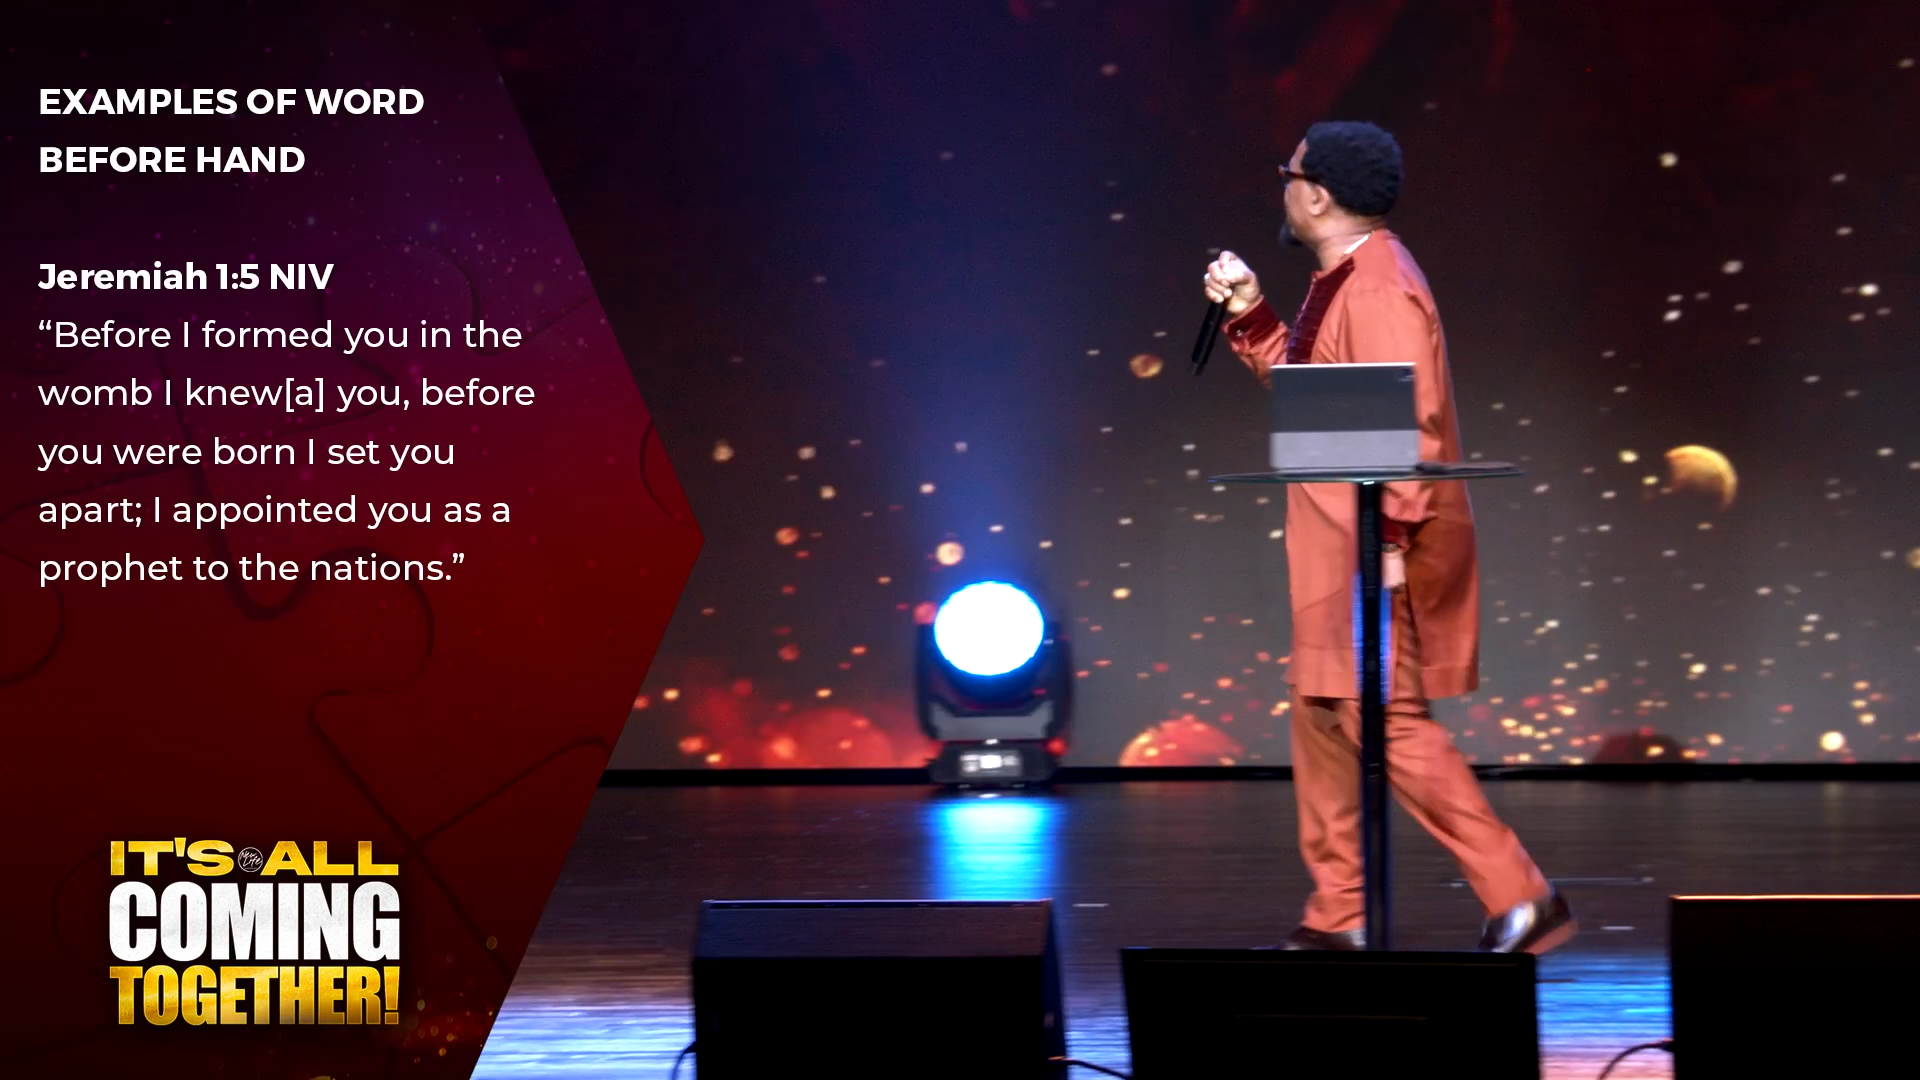 EXAMPLES OF WORD
BEFORE HAND
Jeremiah 1:5 NIV
“Before I formed you in the
womb I knew[a] you, before
you were born I set you
apart; I appointed you as a
prophet to the nations.”
IT'S ALL
COMING
TOGETHER!